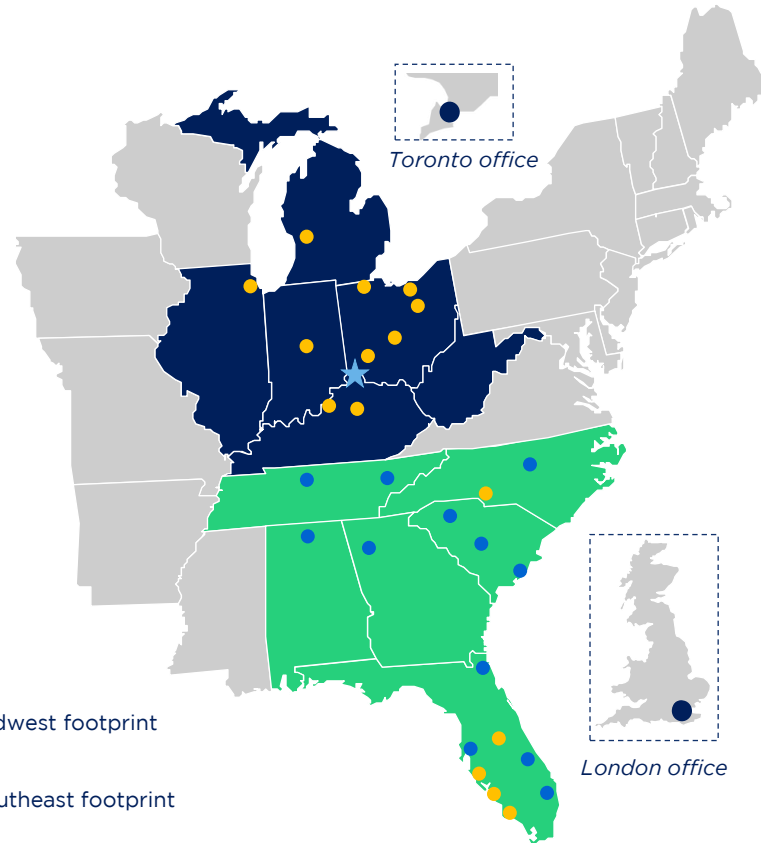 Toronto office
dwest footprint
London office
utheast footprint